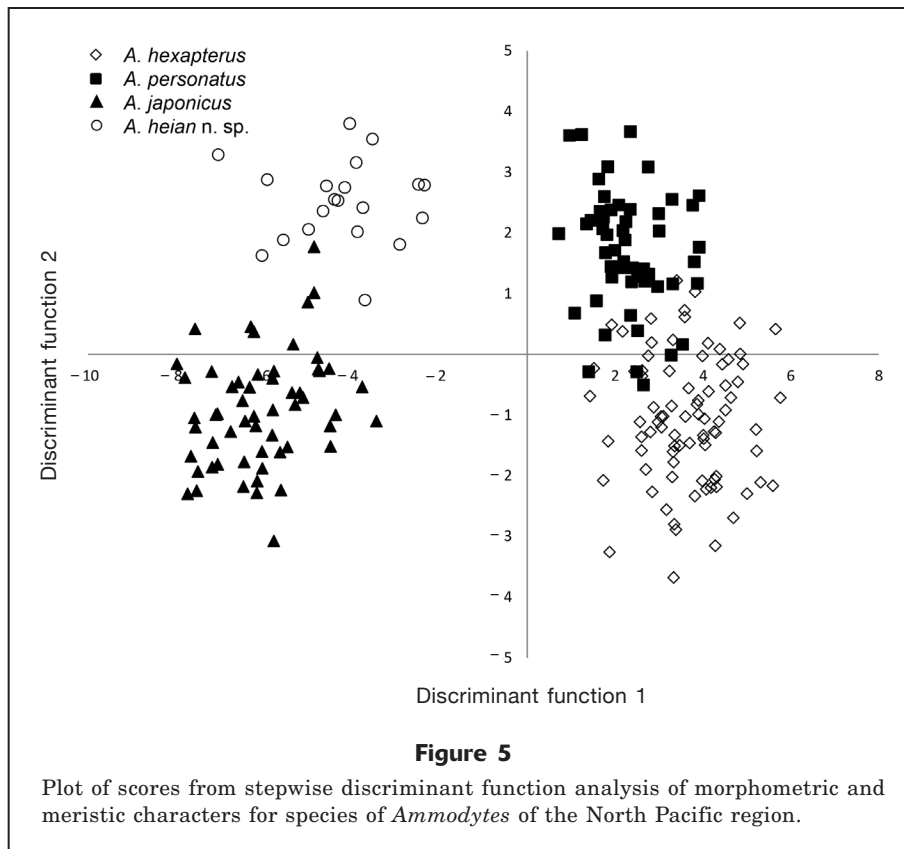 A. hexapterus
A. personatus
A. japonicus
A. heian n. sp.
5
4
3
2
1
−10 −8 −6 −4 −2 2 4 6 8
−1
−2
−3
−4
−5
Discriminant function 2
Discriminant function 1
Figure 5
Plot of scores from stepwise discriminant function analysis of morphometric and
meristic characters for species of Ammodytes of the North Pacific region.